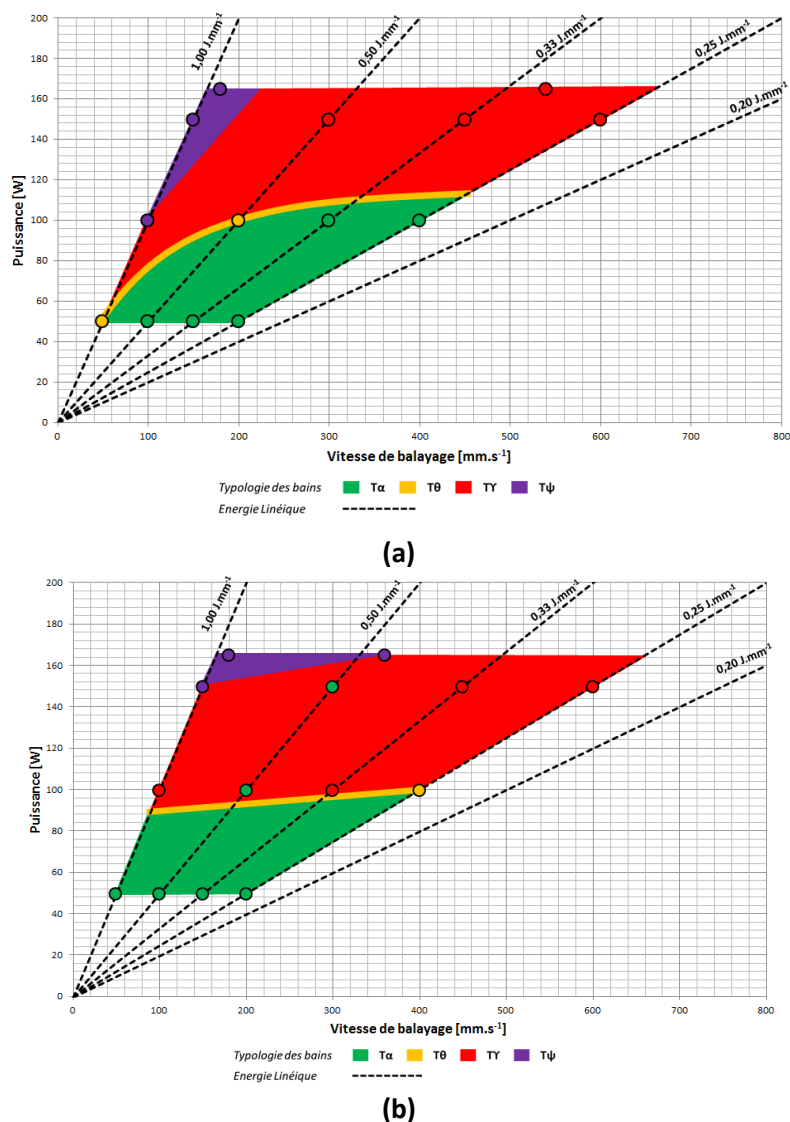 200
180
160
140
120
100
80
60
40
20
0
Puissance [W]
1,00 J.mm⁻¹
0,50 J.mm⁻¹
0,33 J.mm⁻¹
0,25 J.mm⁻¹
0,20 J.mm⁻¹
0 100 200 300 400 500 600 700 800
Vitesse de balayage [mm.s⁻¹]
Typologie des bains Tα Tθ TϒTψ
Energie Linéique
(a)
200
180
160
140
120
100
80
60
40
20
0
Puissance [W]
1,00 J.mm⁻¹
0,50 J.mm⁻¹
0,33 J.mm⁻¹
0,25 J.mm⁻¹
0,20 J.mm⁻¹
0 100 200 300 400 500 600 700 800
Vitesse de balayage [mm.s⁻¹]
Typologie des bains Tα Tθ Tϒ Tψ
Energie Linéique
(b)